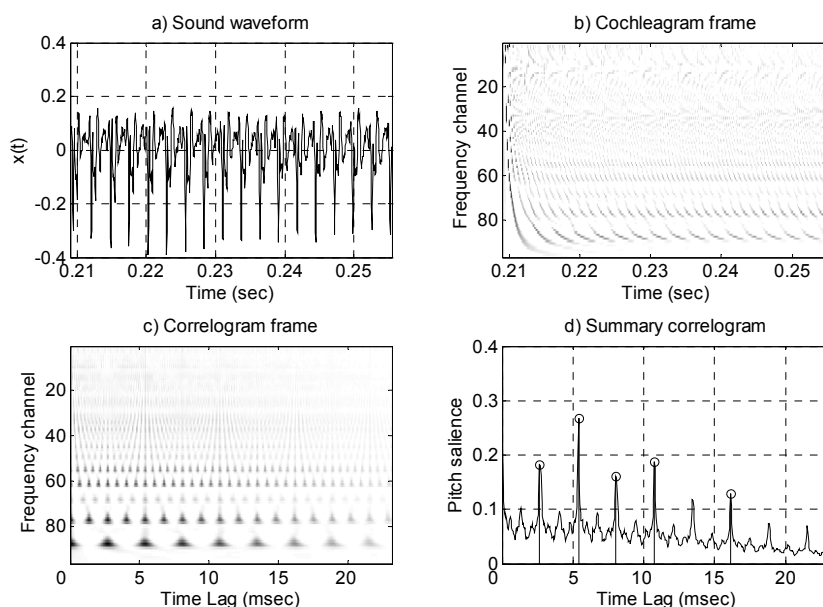 a) Sound waveform
0.4
0.2
0
-0.2
-0.4
x(t)
0.21 0.22 0.23 0.24 0.25
Time (sec)
b) Cochleagram frame
20
40
60
80
Frequency channel
0.21 0.22 0.23 0.24 0.25
Time (sec)
c) Correlogram frame
20
40
60
80
Frequency channel
0 5 10 15 20
Time Lag (msec)
d) Summary correlogram
0.4
0.3
0.2
0.1
0
Pitch salience
5 10 15 20
Time Lag (msec)